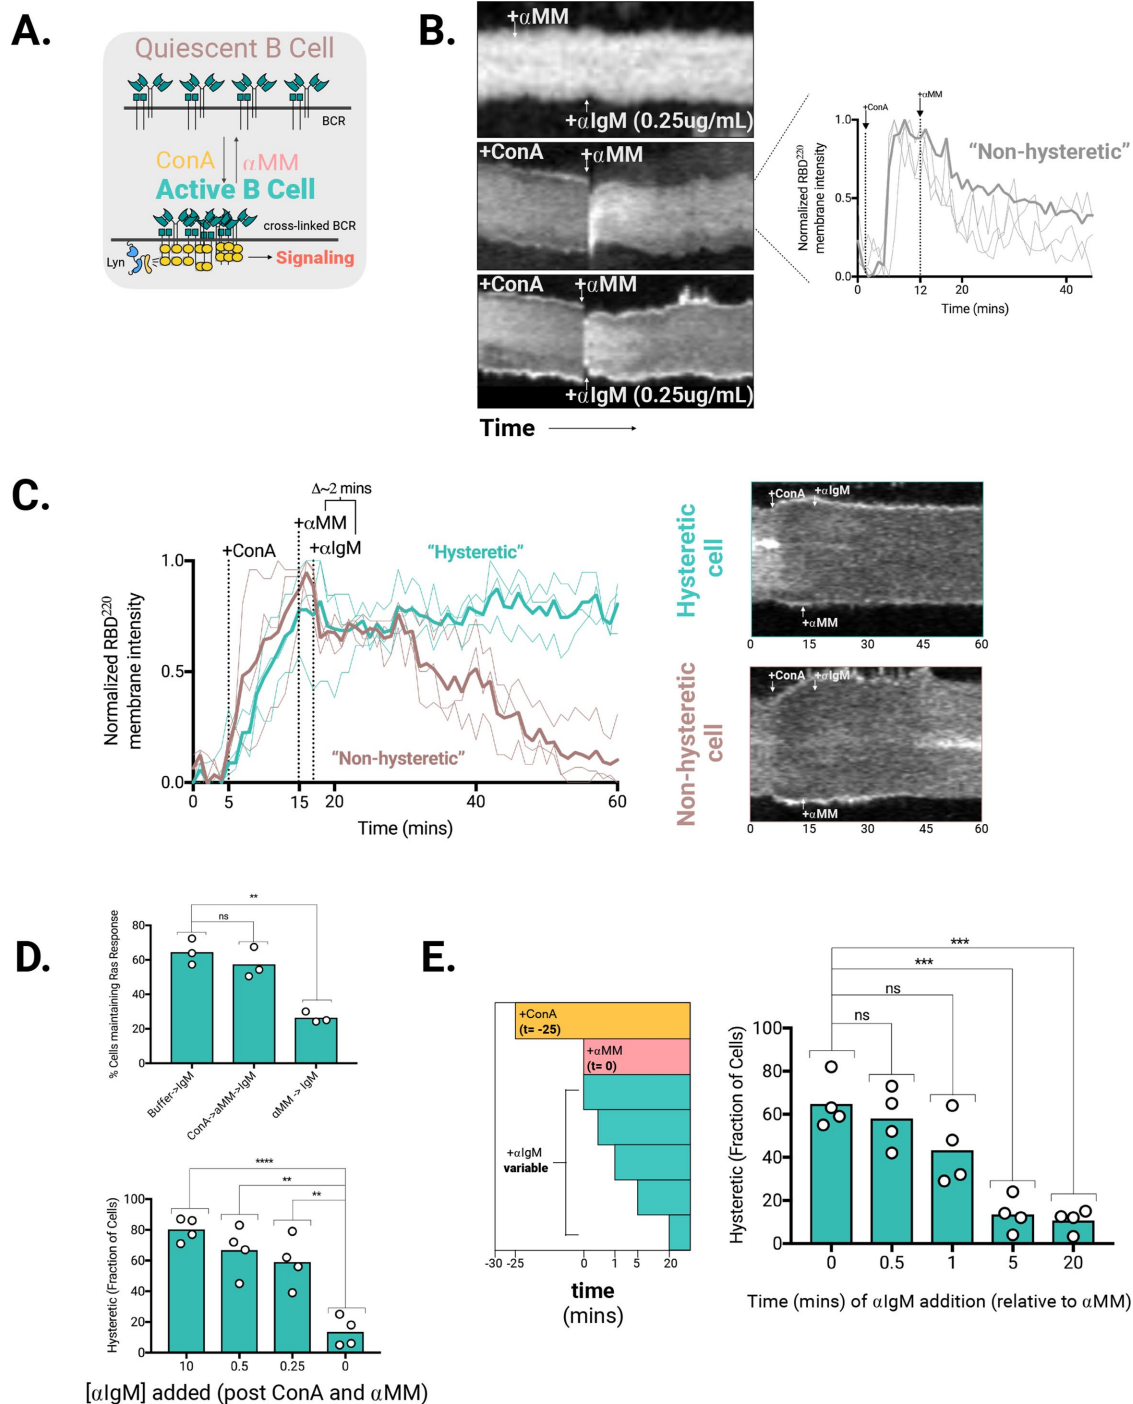 A.
Quiescent B Cell
BCR
ConA
αMM
Active B Cell
cross-linked BCR
Lyn
Signaling
B.
+αMM
+αIgM (0.25ug/mL)
+ConA
+αMM
+ConA
+αMM
+αIgM (0.25ug/mL)
Time
+ConA
+αMM
“Non-hysteretic”
Normalized RBD²²⁰
membrane intensity
1.0
0.5
0.0
0
12
20
40
Time (mins)
C.
Δ~2 mins
+αMM
+ConA
+αIgM
“Hysteretic”
“Non-hysteretic”
Normalized RBD²²⁰
membrane intensity
1.0
0.5
0.0
0 5 15 20 40 60
Time (mins)
Hysteretic
cell
+ConA
+αIgM
+αMM
0 15 30 45 60
Non-hysteretic
cell
+ConA
+αIgM
+αMM
0 15 30 45 60
D.
% Cells maintaining Ras Response
**
ns
80
60
40
20
0
Buffer->IgM
ConA->aMM->IgM
αMM -> IgM
Hysteretic (Fraction of Cells)
****
**
**
100
80
60
40
20
0
10 0.5 0.25 0
[αIgM] added (post ConA and αMM)
E.
+ConA
(t= -25)
+αMM
(t= 0)
+αIgM
variable
-30 -25 0 1 5 20
time
(mins)
Hysteretic (Fraction of Cells)
***
***
ns
ns
100
80
60
40
20
0
0 0.5 1 5 20
Time (mins) of αIgM addition (relative to αMM)